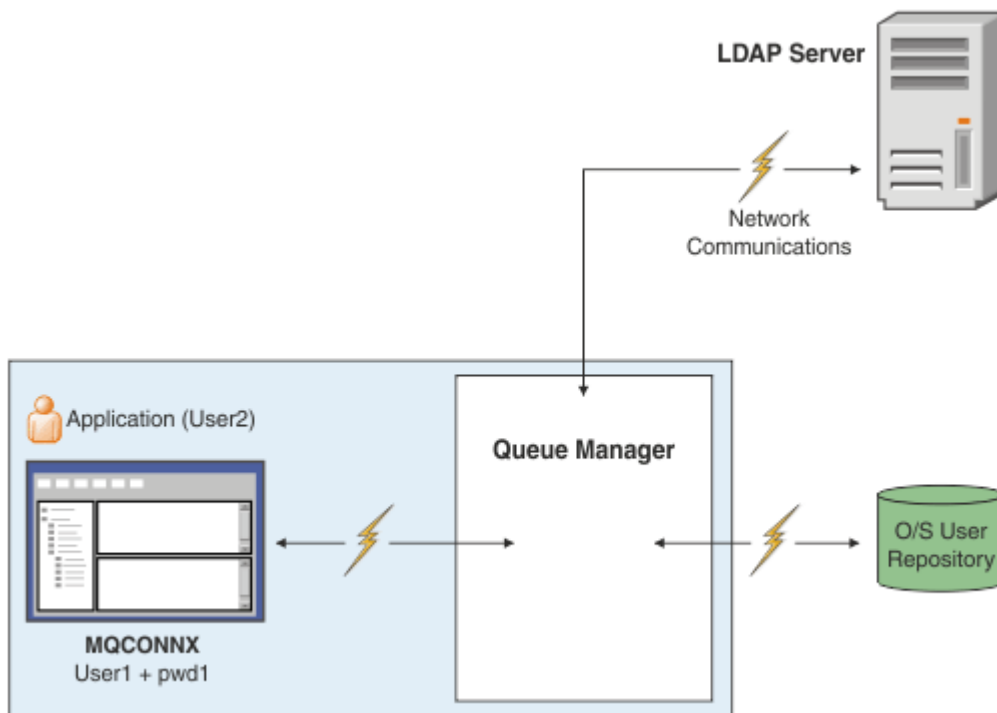 LDAP Server
Network
Communications
Application (User2)
Queue Manager
O/S User
Repository
MQCONNX
User1 + pwd1